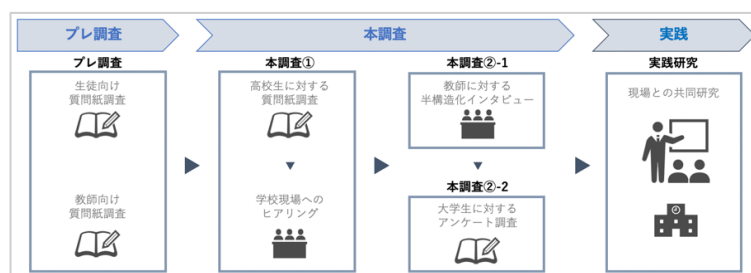 プレ調査
本調査
実践
プレ調査
生徒向け
質問紙調査
教師向け
質問紙調査
本調査①
高校生に対する
質問紙調査
学校現場への
ヒアリング
本調査②-1
教師に対する
半構造化インタビュー
本調査②-2
大学生に対する
アンケート調査
実践研究
現場との共同研究